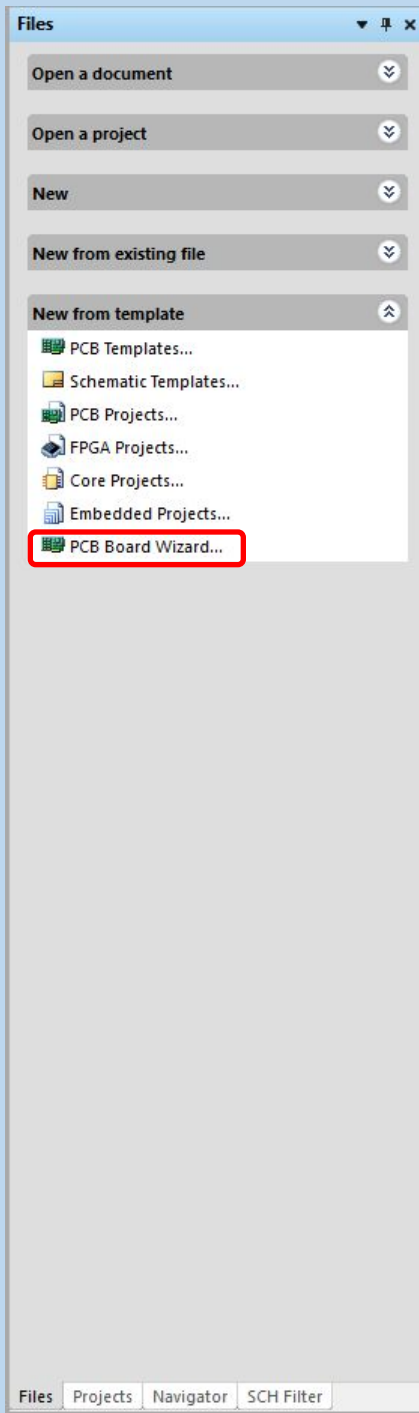 Files
Open a document
Open a project
New
New from existing file
New from template
PCB Templates...
Schematic Templates...
PCB Projects...
FPGA Projects...
Core Projects...
Embedded Projects...
PCB Board Wizard...
Files Projects Navigator SCH Filter